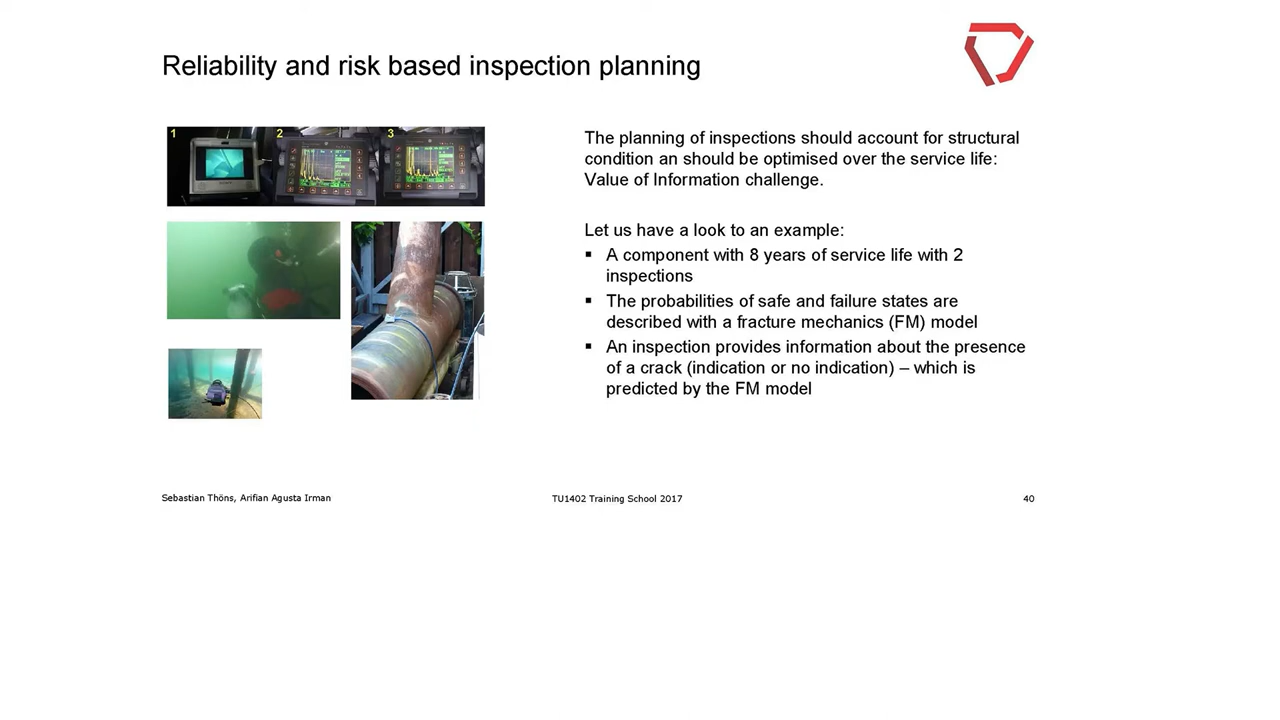 Reliability and risk based inspection planning
1 2 3
The planning of inspections should account for structural
condition an should be optimised over the service life:
Value of Information challenge.
Let us have a look to an example:
▪ A component with 8 years of service life with 2
inspections
▪ The probabilities of safe and failure states are
described with a fracture mechanics (FM) model
▪ An inspection provides information about the presence
of a crack (indication or no indication) – which is
predicted by the FM model
Sebastian Thöns, Arifian Agusta Irman
TU1402 Training School 2017
40